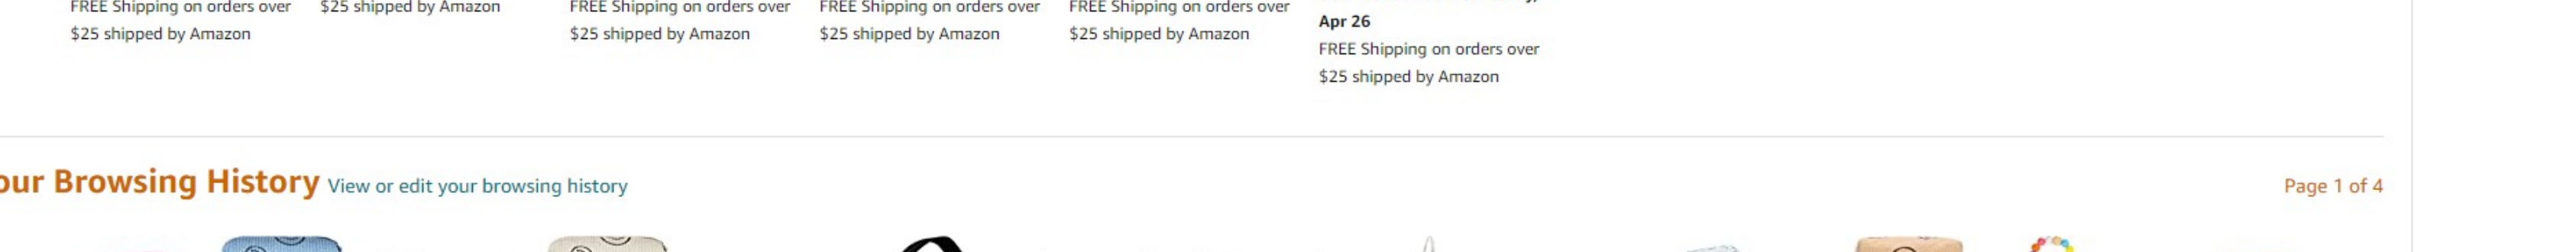 FREE Shipping on orders over
$25 shipped by Amazon
$25 shipped by Amazon
FREE Shipping on orders over
$25 shipped by Amazon
FREE Shipping on orders over
$25 shipped by Amazon
FREE Shipping on orders over
$25 shipped by Amazon
Apr 26
FREE Shipping on orders over
$25 shipped by Amazon
our Browsing History View or edit your browsing history
Page 1 of 4